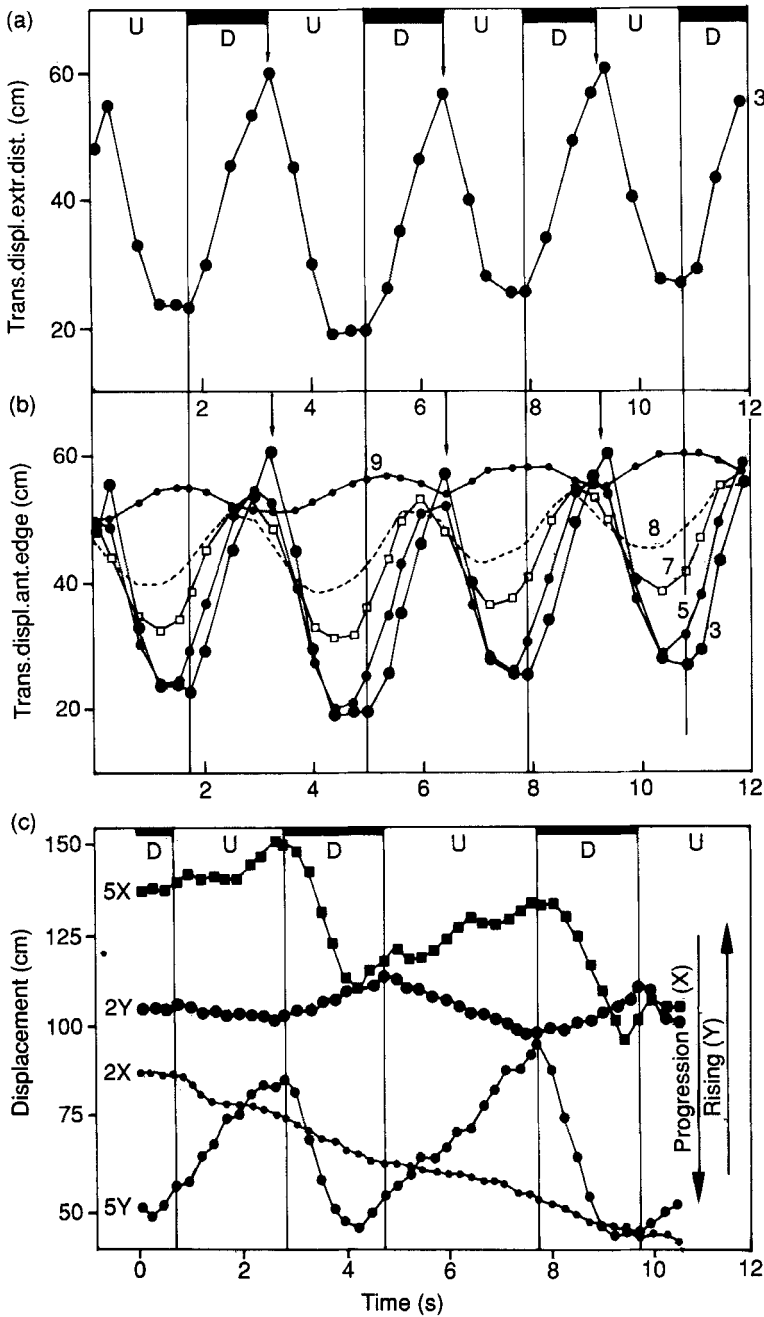 (a)
U D U D U D U D
Trans.displ.extr.dist. (cm)
60
40
20
3
2 4 6 8 10 12
(b)
Trans.displ.ant.edge (cm)
60
40
20
9
8
7
5
3
2 4 6 8 10 12
(c)
D U D U D U
Displacement (cm)
150
125
100
75
50
5X
2Y
2X
5Y
Progression (X)
Rising (Y)
0 2 4 6 8 10 12
Time (s)